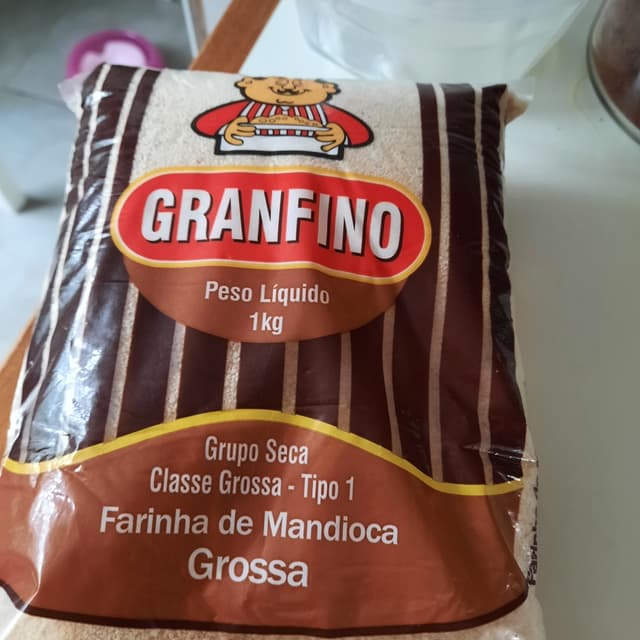 GRANFINO
Peso Líquido
1kg
Grupo Seca
Classe Grossa - Tipo 1
Farinha de Mandioca
Grossa